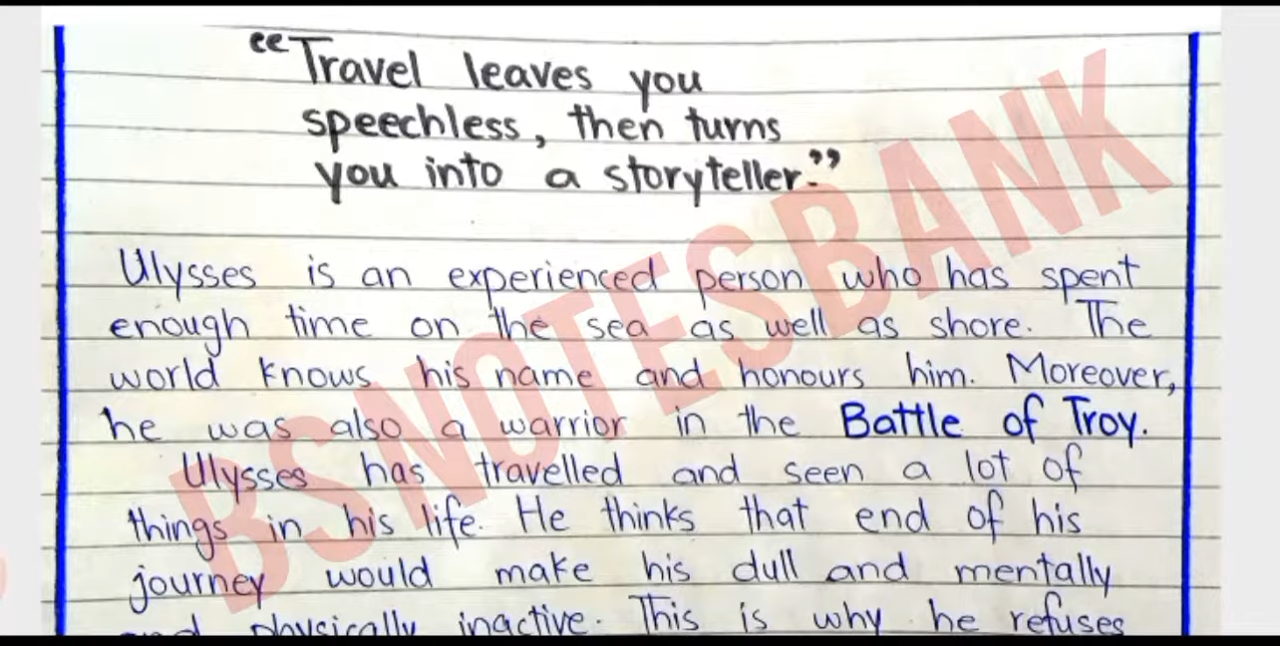 “Travel leaves you
speechless, then turns
you into a storyteller.”
Ulysses is an experienced person who has spent
enough time on the sea as well as shore. The
world knows his name and honours him. Moreover,
he was also a warrior in the Battle of Troy.
Ulysses has travelled and seen a lot of
things in his life. He thinks that end of his
journey would make his dull and mentally
and physically inactive. This is why he refuses
BSNOTESBANK